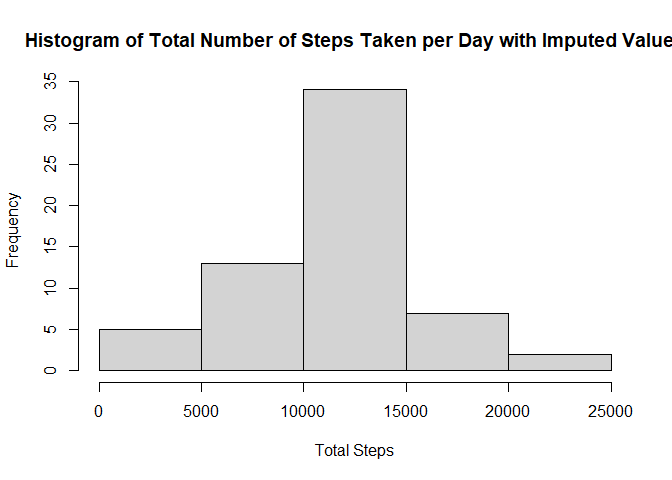 Histogram of Total Number of Steps Taken per Day with Imputed Value
35
30
25
20
15
10
5
0
Frequency
0 5000 10000 15000 20000 25000
Total Steps